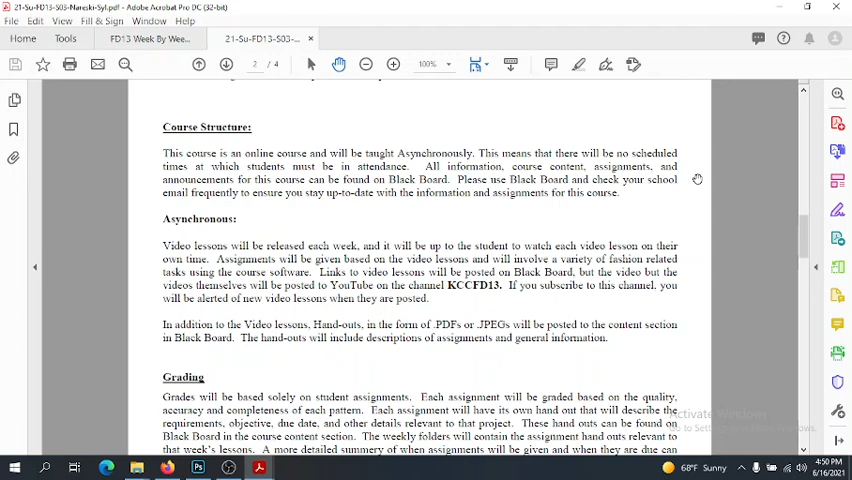 21-Su-FD13-S03-Nareski-Syl.pdf - Adobe Acrobat Pro DC (32-bit)
File Edit View Fill & Sign Window Help
Home Tools FD13 Week By Wee... 21-Su-FD13-S03-... ×
2 / 4 100%
Course Structure:
This course is an online course and will be taught Asynchronously. This means that there will be no scheduled
times at which students must be in attendance. All information, course content, assignments, and
announcements for this course can be found on Black Board. Please use Black Board and check your school
email frequently to ensure you stay up-to-date with the information and assignments for this course.
Asynchronous:
Video lessons will be released each week, and it will be up to the student to watch each video lesson on their
own time. Assignments will be given based on the video lessons and will involve a variety of fashion related
tasks using the course software. Links to video lessons will be posted on Black Board, but the video but the
videos themselves will be posted to YouTube on the channel KCCFD13. If you subscribe to this channel, you
will be alerted of new video lessons when they are posted.
In addition to the Video lessons, Hand-outs, in the form of .PDFs or .JPEGs will be posted to the content section
in Black Board. The hand-outs will include descriptions of assignments and general information.
Grading
Grades will be based solely on student assignments. Each assignment will be graded based on the quality,
accuracy and completeness of each pattern. Each assignment will have its own hand out that will describe the
requirements, objective, due date, and other details relevant to that project. These hand outs can be found on
Black Board in the course content section. The weekly folders will contain the assignment hand outs relevant to
that week's lessons. A more detailed summery of when assignments will be given and when they are due can
Activate Windows
Go to Settings to activate Windows.
Ps
68°F Sunny
4:50 PM
6/16/2021